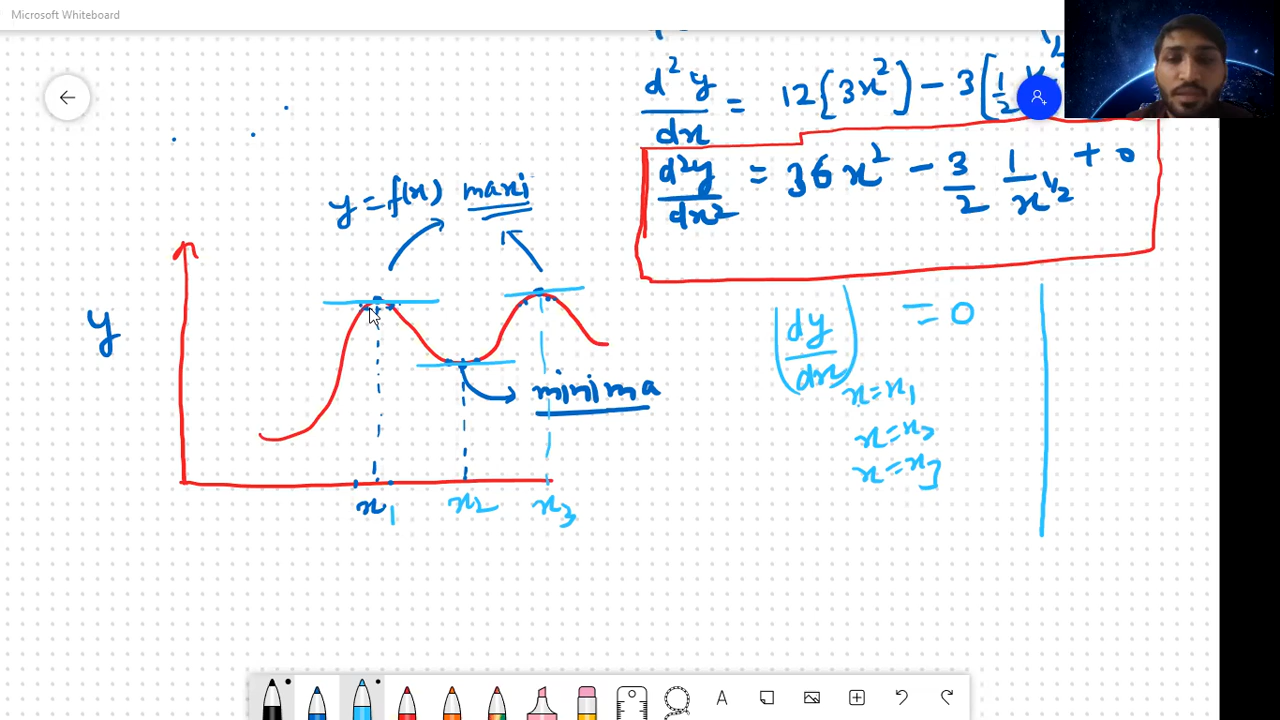 Microsoft Whiteboard
d²y/dx = 12[3x²] - 3[1/2
d²y/dx² = 36x² - 3/2 1/x^1/2 + 0
y = f(x) maxi
y
(dy/dx) = 0
x = x₁
x = x₂
x = x₃
minima
x₁ x₂ x₃
A